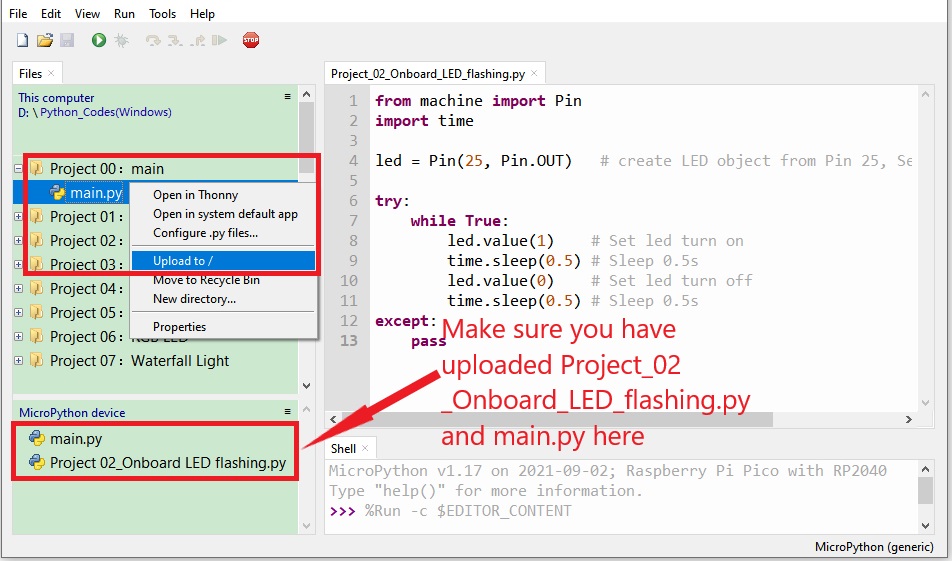 File Edit View Run Tools Help
STOP
Files
Project_02_Onboard_LED_flashing.py
This computer
D: \ Python_Codes(Windows)
Project 00： main
main.py
Project 01：
Project 02：
Project 03：
Project 04：
Project 05：
Project 06： RGB LED
Project 07： Waterfall Light
Open in Thonny
Open in system default app
Configure .py files...
Upload to /
Move to Recycle Bin
New directory...
Properties
MicroPython device
main.py
Project 02_Onboard LED flashing.py
1 from machine import Pin
2 import time
3
4 led = Pin(25, Pin.OUT) # create LED object from Pin 25, Se
5
6 try:
7 while True:
8 led.value(1) # Set led turn on
9 time.sleep(0.5) # Sleep 0.5s
10 led.value(0) # Set led turn off
11 time.sleep(0.5) # Sleep 0.5s
12 except:
13 pass
Make sure you have
uploaded Project_02
_Onboard_LED_flashing.py
and main.py here
Shell
MicroPython v1.17 on 2021-09-02; Raspberry Pi Pico with RP2040
Type "help()" for more information.
>>> %Run -c $EDITOR_CONTENT
MicroPython (generic)